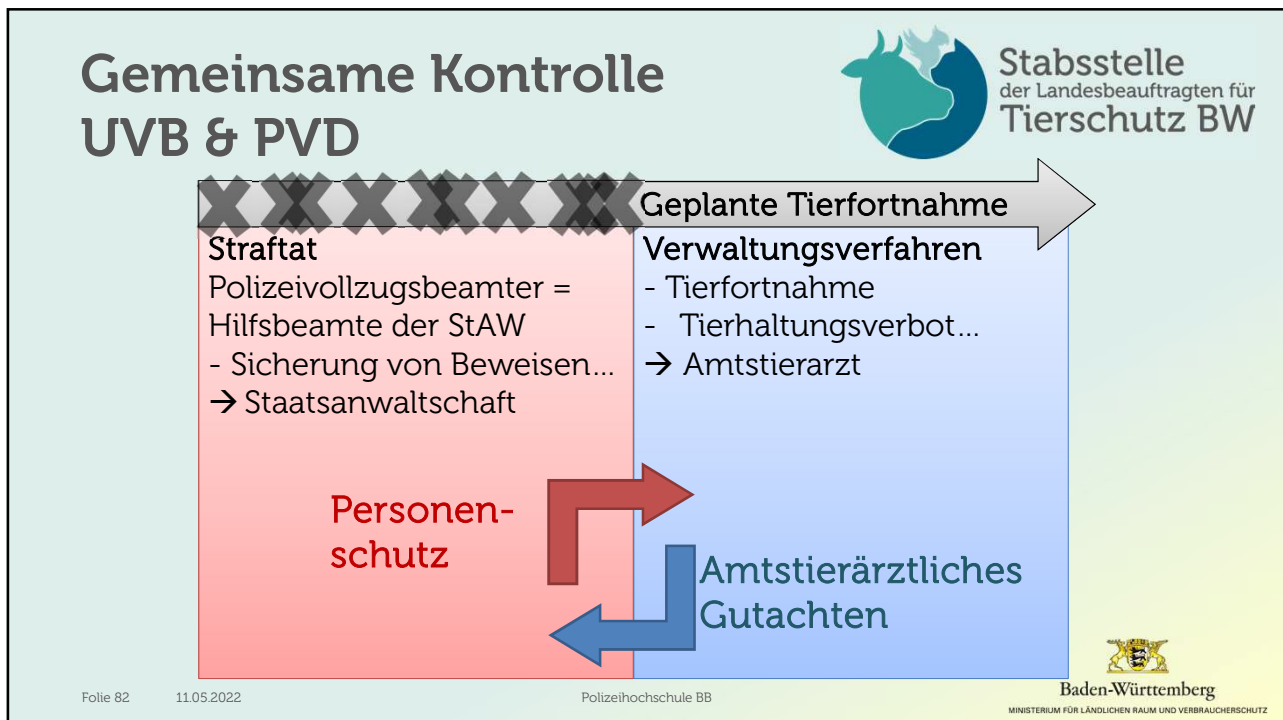 Gemeinsame Kontrolle
UVB & PVD
Stabsstelle
der Landesbeauftragten für
Tierschutz BW
Geplante Tierfortnahme
Straftat
Polizeivollzugsbeamter =
Hilfsbeamte der StAW
- Sicherung von Beweisen...
→ Staatsanwaltschaft
Verwaltungsverfahren
- Tierfortnahme
- Tierhaltungsverbot...
→ Amtstierarzt
Personen-
schutz
Amtstierärztliches
Gutachten
Folie 82 11.05.2022 Polizeihochschule BB
Baden-Württemberg
MINISTERIUM FÜR LÄNDLICHEN RAUM UND VERBRAUCHERSCHUTZ